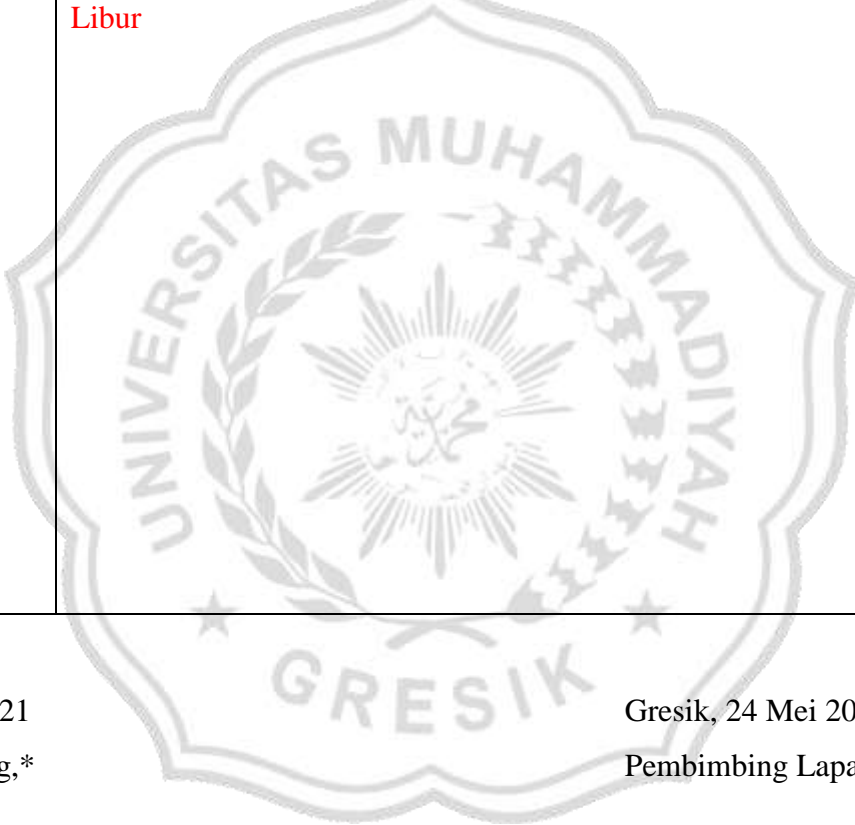 Libur
UNIVERSITAS MUHAMMADIYAH
GRESIK
21
Gresik, 24 Mei 20
g,*
Pembimbing Lapa